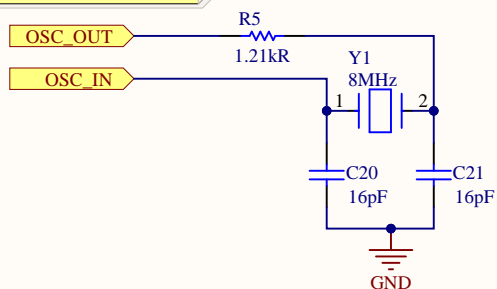 R5
OSC_OUT
1.21kR
Y1
OSC_IN
8MHz
1
2
C20
C21
16pF
16pF
GND